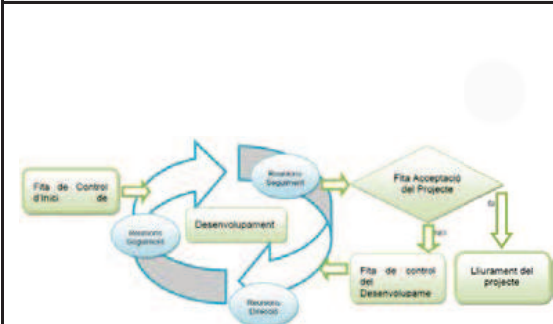 Reunions
Seguiment
Fita Acceptació
del Projecte
Fita de Control
d'Inici de
Desenvolupament
Reunions
Seguiment
Fita de control
del
Desenvolupame
Lliurament del
projecte
Reunions
Direcció